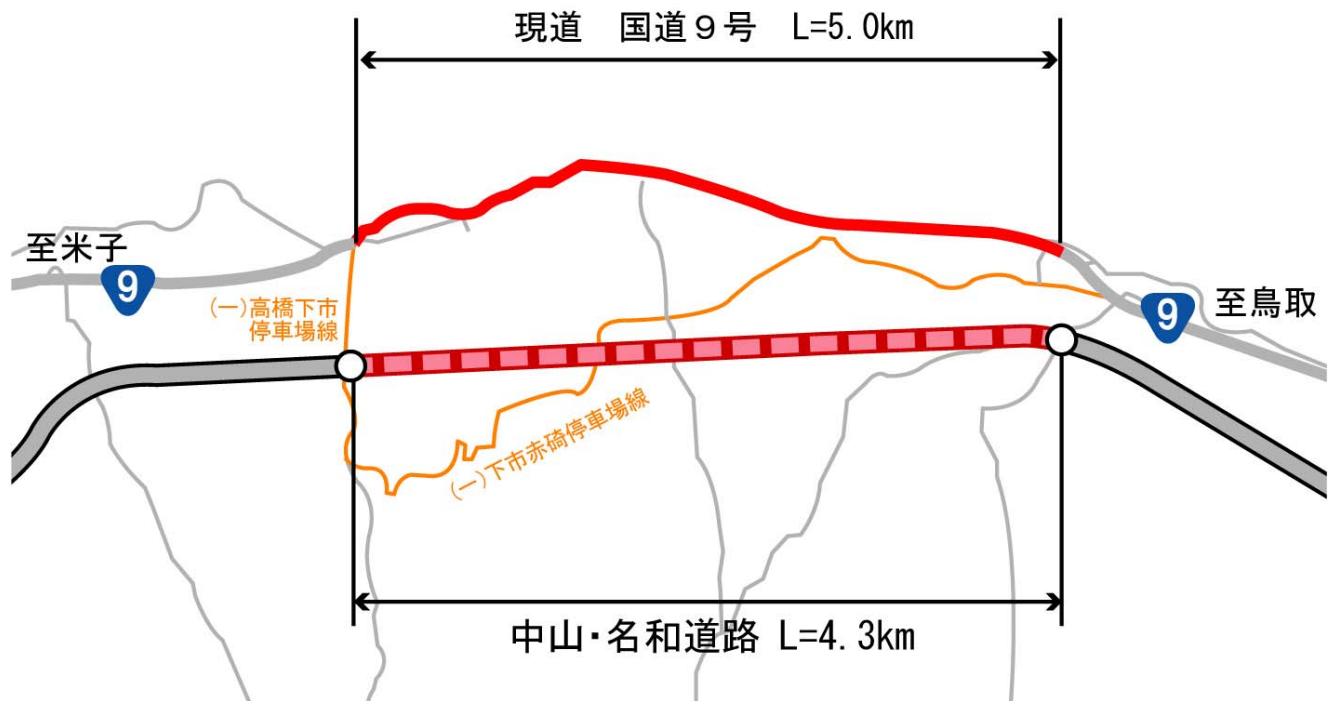 現道　国道９号　L=5.0km
至米子
9
(一)高橋下市
停車場線
9
至鳥取
(一)下市赤碕停車場線
中山・名和道路 L=4.3km